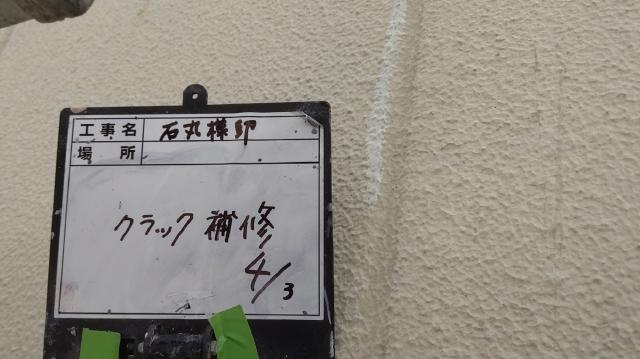 工事名 石丸様邸
場所
クラック補修
4/3